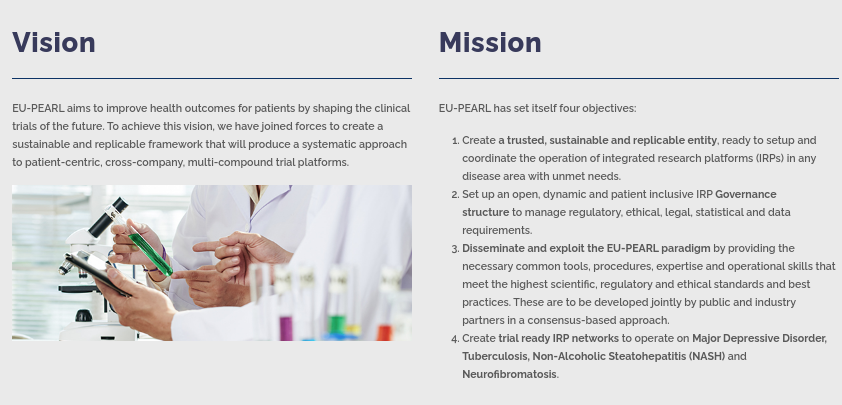 Vision
EU-PEARL aims to improve health outcomes for patients by shaping the clinical
trials of the future. To achieve this vision, we have joined forces to create a
sustainable and replicable framework that will produce a systematic approach
to patient-centric, cross-company, multi-compound trial platforms.
Mission
EU-PEARL has set itself four objectives:
1. Create a trusted, sustainable and replicable entity, ready to setup and
coordinate the operation of integrated research platforms (IRPs) in any
disease area with unmet needs.
2. Set up an open, dynamic and patient inclusive IRP Governance
structure to manage regulatory, ethical, legal, statistical and data
requirements.
3. Disseminate and exploit the EU-PEARL paradigm by providing the
necessary common tools, procedures, expertise and operational skills that
meet the highest scientific, regulatory and ethical standards and best
practices. These are to be developed jointly by public and industry
partners in a consensus-based approach.
4. Create trial ready IRP networks to operate on Major Depressive Disorder,
Tuberculosis, Non-Alcoholic Steatohepatitis (NASH) and
Neurofibromatosis.